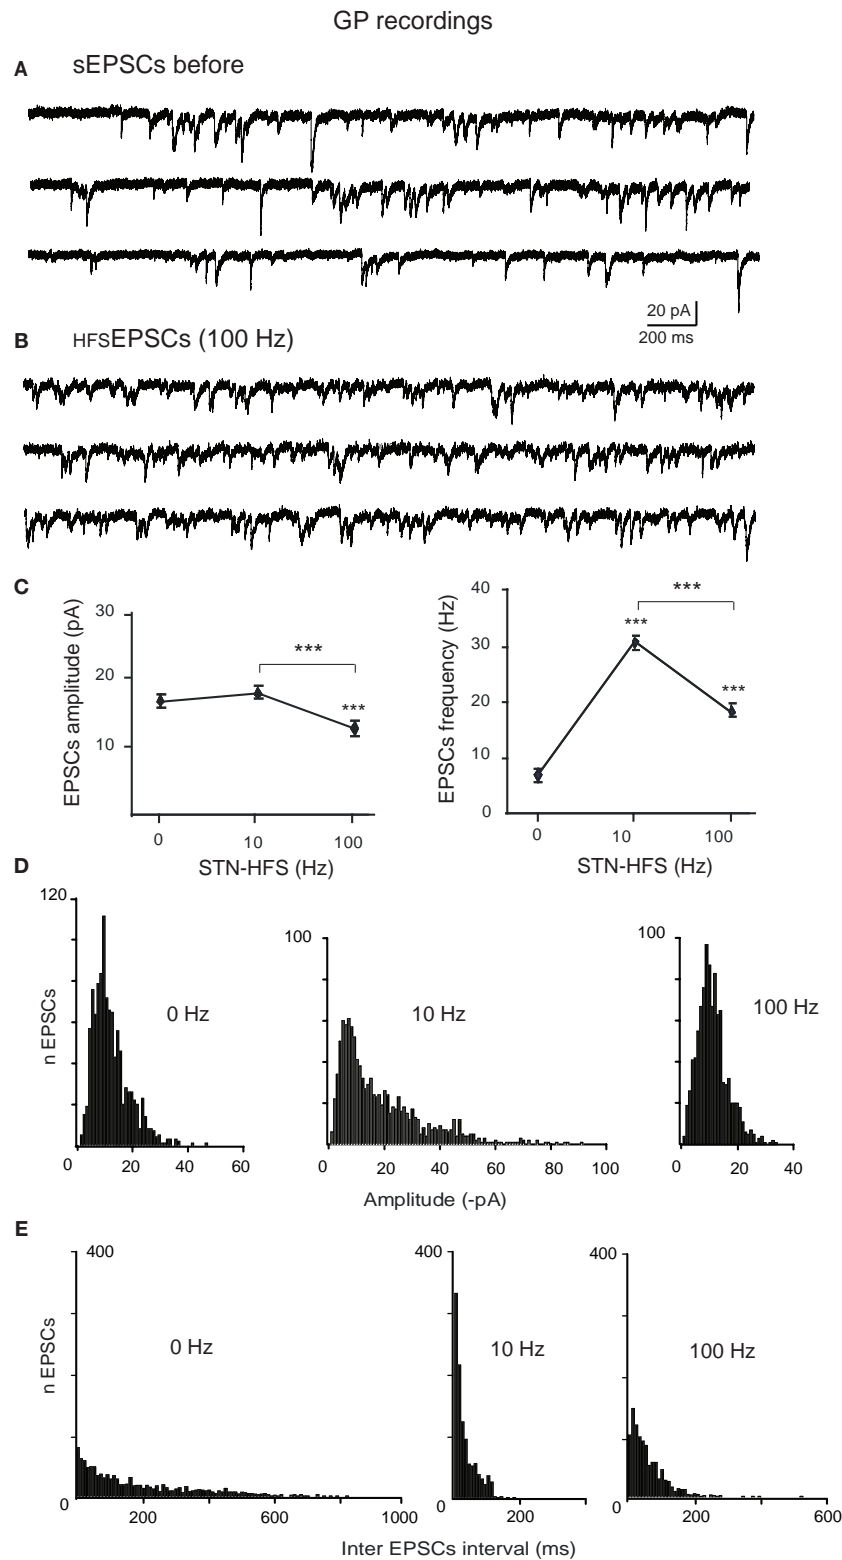 GP recordings
A sEPSCs before
20 pA
200 ms
B HFSEPSCs (100 Hz)
C
EPSCs amplitude (pA)
30
20
10
***
***
0 10 100
STN-HFS (Hz)
EPSCs frequency (Hz)
40
30
20
10
0
***
***
***
0 10 100
STN-HFS (Hz)
D
n EPSCs
120
0 Hz
0 20 40 60
100
10 Hz
0 20 40 60 80 100
100
100 Hz
0 20 40
Amplitude (-pA)
E
n EPSCs
400
0 Hz
0 200 600 1000
400
10 Hz
0 200
400
100 Hz
0 200 600
Inter EPSCs interval (ms)